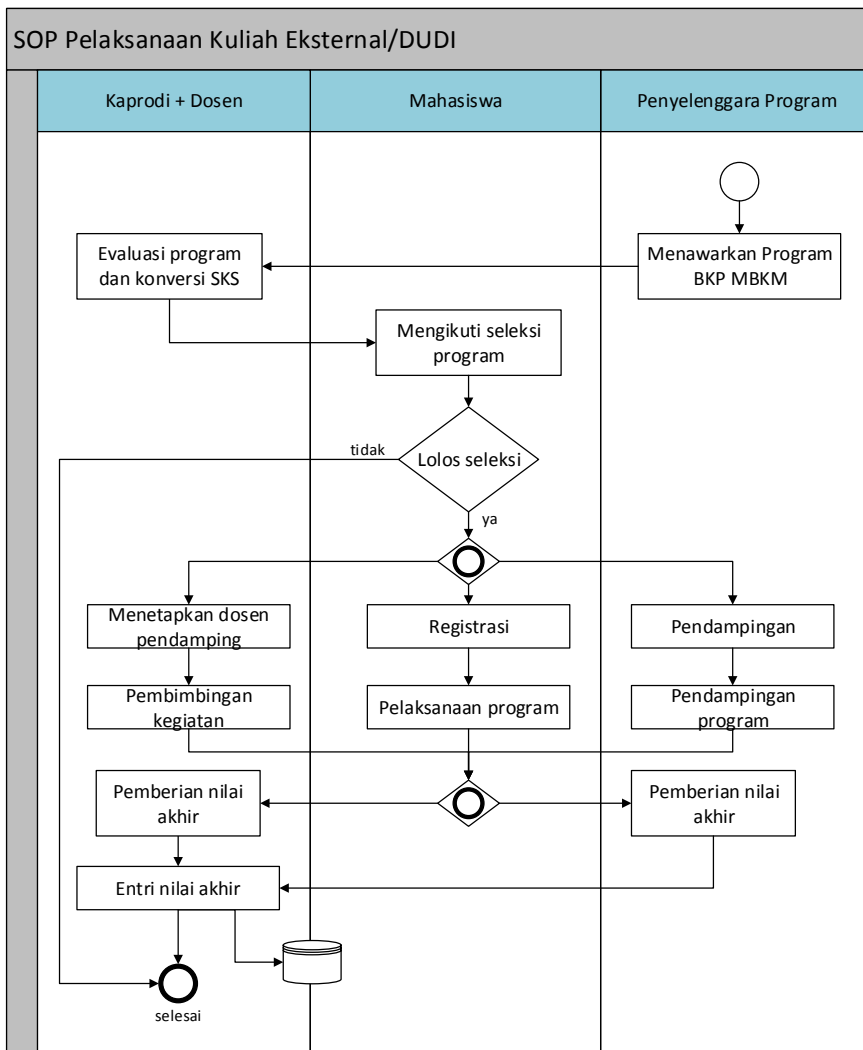 SOP Pelaksanaan Kuliah Eksternal/DUDI
Kaprodi + Dosen
Mahasiswa
Penyelenggara Program
Menawarkan Program
BKP MBKM
Evaluasi program
dan konversi SKS
Mengikuti seleksi
program
tidak
Lolos seleksi
ya
Menetapkan dosen
pendamping
Registrasi
Pendampingan
Pembimbingan
kegiatan
Pelaksanaan program
Pendampingan
program
Pemberian nilai
akhir
Pemberian nilai
akhir
Entri nilai akhir
selesai